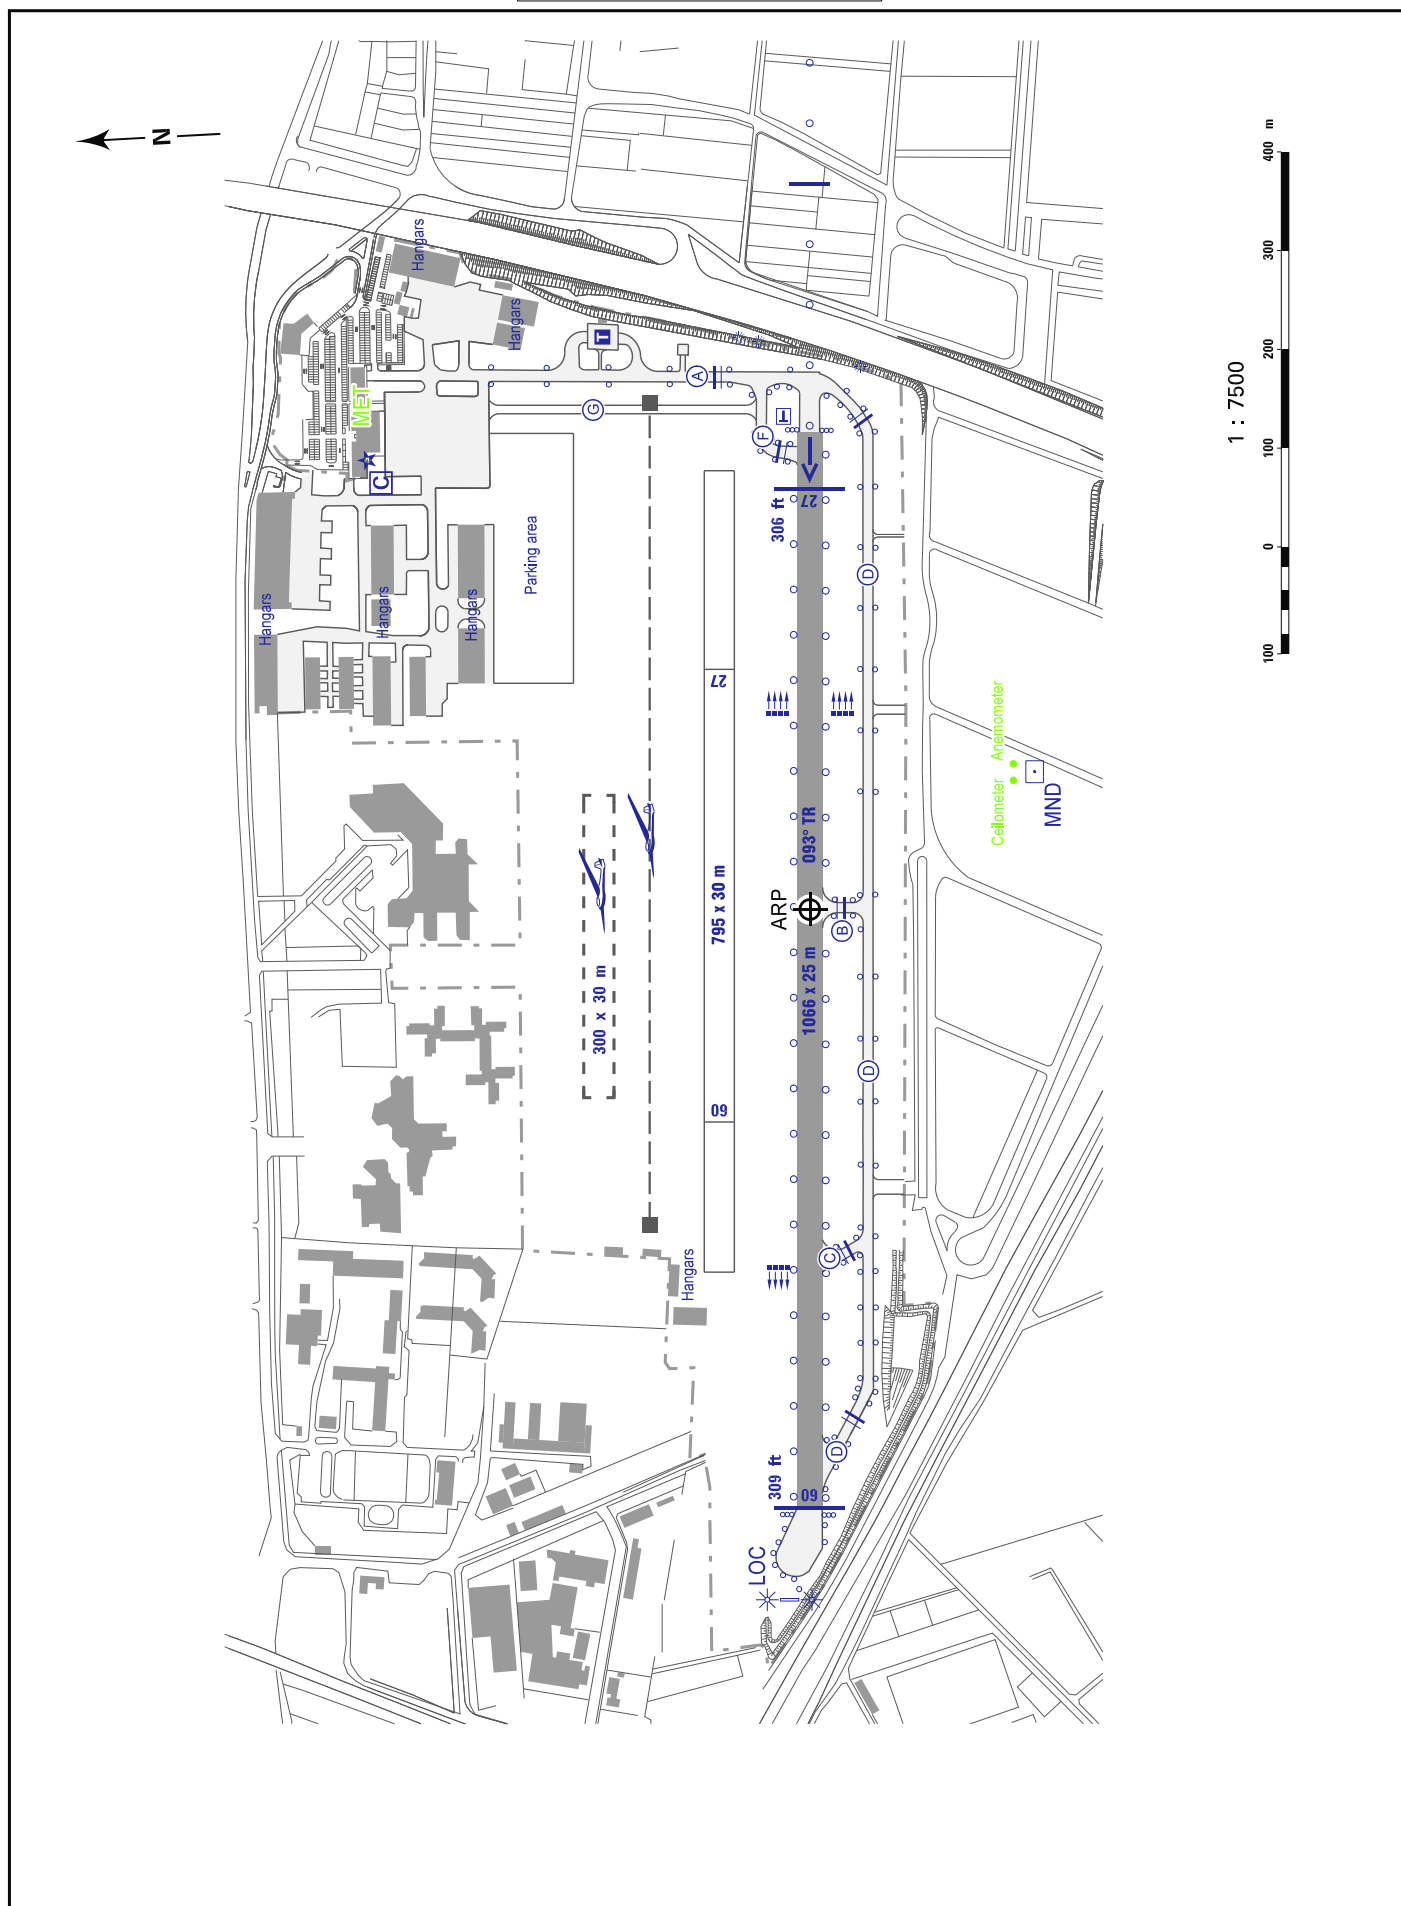 N
Hangars
Hangars
T
MET
C
A
G
F
27
306 ft
Parking area
Hangars
Hangars
Hangars
D
27
093° TR
795 x 30 m
ARP
B
1066 x 25 m
300 x 30 m
D
09
C
Hangars
D
309 ft
09
LOC
Ceilometer
Anemometer
MND
1 : 7500
100
0
100
200
300
400
m